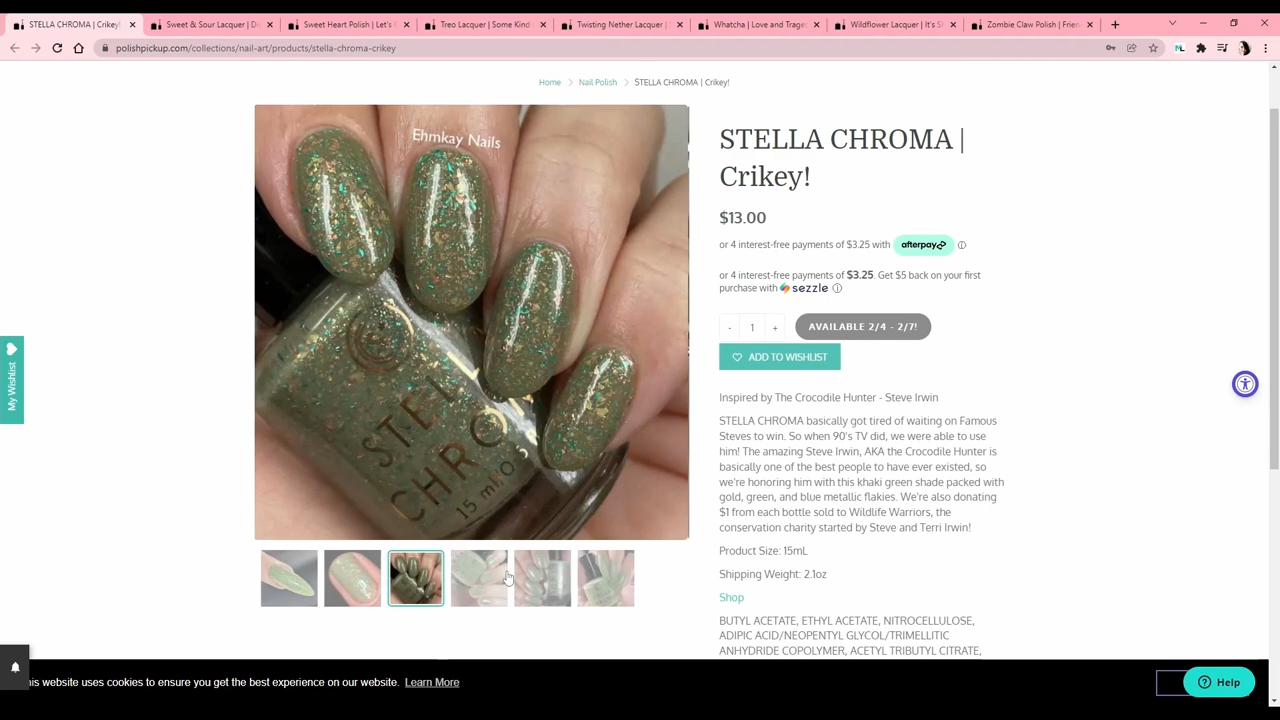 STELLA CHROMA | Crikey!
Sweet & Sour Lacquer | D
Sweet Heart Polish | Let's
Treo Lacquer | Some Kind
Twisting Nether Lacquer |
Whatcha | Love and Trage
Wildflower Lacquer | It's S
Zombie Claw Polish | Frien
polishpickup.com/collections/nail-art/products/stella-chroma-crikey
Home > Nail Polish > STELLA CHROMA | Crikey!
Ehmkay Nails
STELL
CHRO
15 ml
STELLA CHROMA |
Crikey!
$13.00
or 4 interest-free payments of $3.25 with afterpay
or 4 interest-free payments of $3.25. Get $5 back on your first
purchase with sezzle
- 1 +
AVAILABLE 2/4 - 2/7!
ADD TO WISHLIST
My Wishlist
Inspired by The Crocodile Hunter - Steve Irwin
STELLA CHROMA basically got tired of waiting on Famous
Steves to win. So when 90's TV did, we were able to use
him! The amazing Steve Irwin, AKA the Crocodile Hunter is
basically one of the best people to have ever existed, so
we're honoring him with this khaki green shade packed with
gold, green, and blue metallic flakies. We're also donating
$1 from each bottle sold to Wildlife Warriors, the
conservation charity started by Steve and Terri Irwin!
Product Size: 15mL
Shipping Weight: 2.1oz
Shop
BUTYL ACETATE, ETHYL ACETATE, NITROCELLULOSE,
ADIPIC ACID/NEOPENTYL GLYCOL/TRIMELLITIC
ANHYDRIDE COPOLYMER, ACETYL TRIBUTYL CITRATE,
his website uses cookies to ensure you get the best experience on our website. Learn More
Help